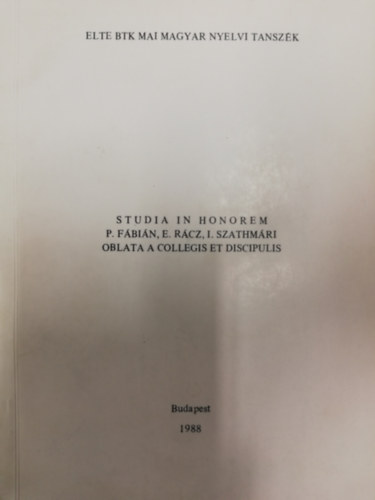 ELTE BTK MAI MAGYAR NYELVI TANSZÉK
STUDIA IN HONOREM
P. FÁBIÁN, E. RÁCZ, I. SZATHMÁRI
OBLATA A COLLEGIS ET DISCIPULIS
Budapest
1988